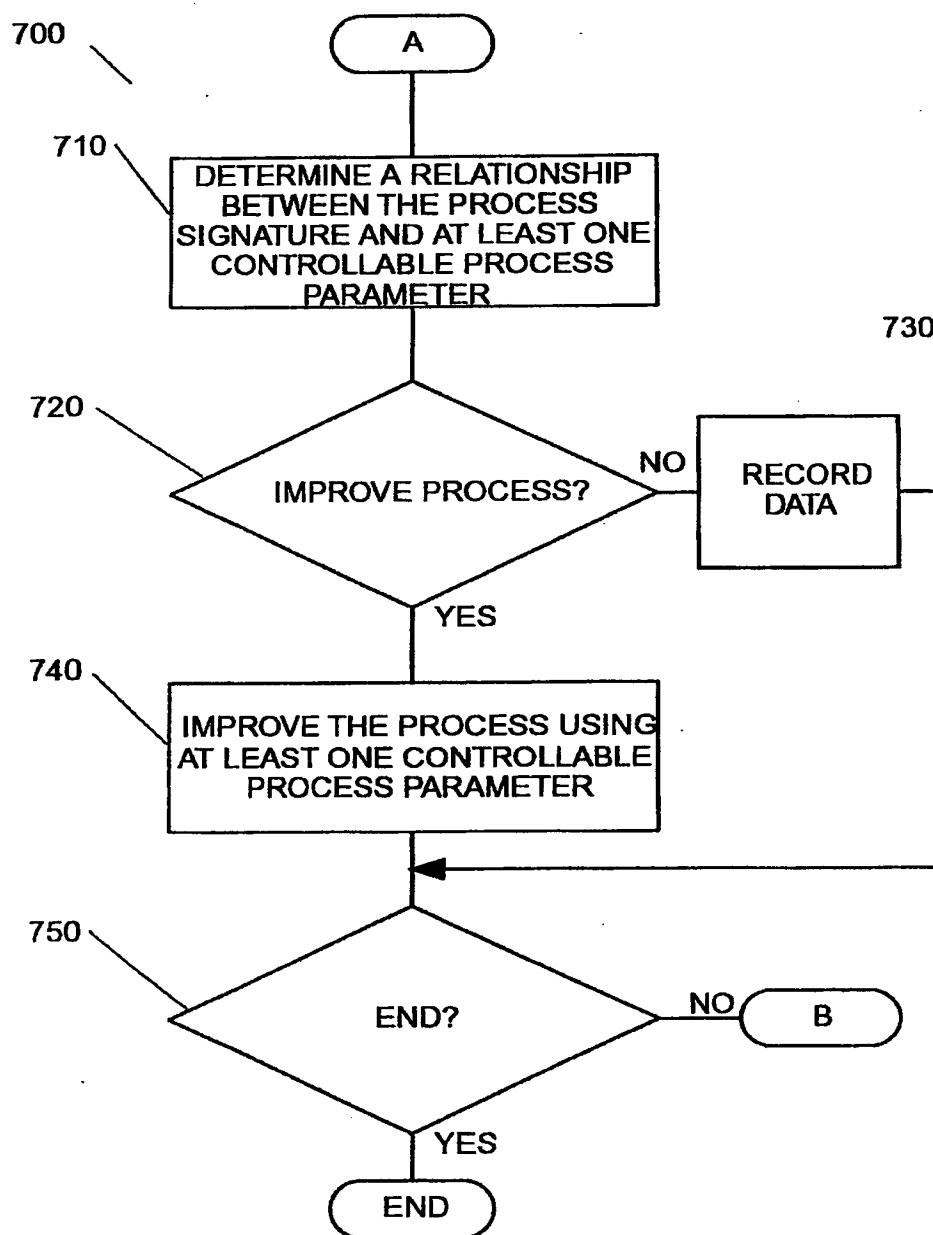 700
A
710
DETERMINE A RELATIONSHIP
BETWEEN THE PROCESS
SIGNATURE AND AT LEAST ONE
CONTROLLABLE PROCESS
PARAMETER
730
720
IMPROVE PROCESS?
NO
RECORD
DATA
YES
740
IMPROVE THE PROCESS USING
AT LEAST ONE CONTROLLABLE
PROCESS PARAMETER
750
END?
NO
B
YES
END